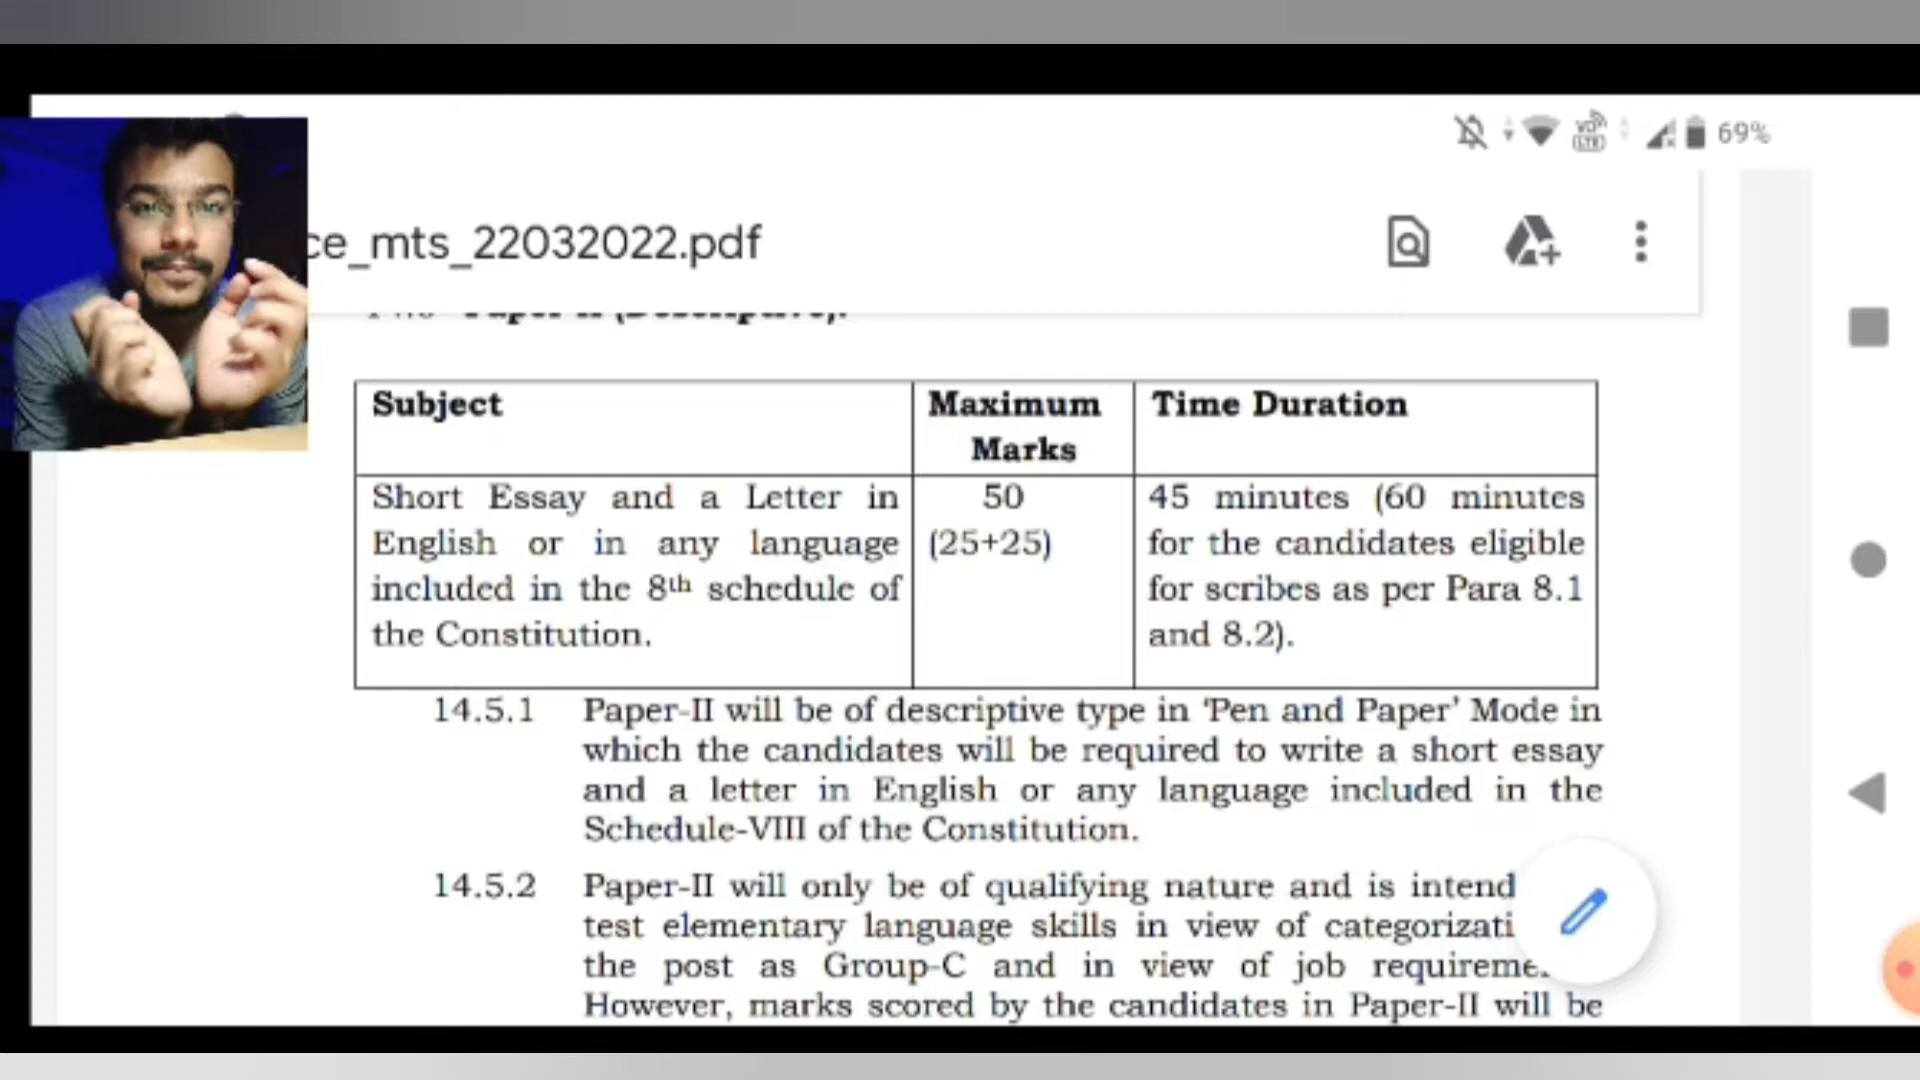 69%
ce_mts_22032022.pdf
Paper-II (Descriptive):
Subject
Maximum
Marks
Time Duration
Short Essay and a Letter in
English or in any language
included in the 8th schedule of
the Constitution.
50
(25+25)
45 minutes (60 minutes
for the candidates eligible
for scribes as per Para 8.1
and 8.2).
14.5.1 Paper-II will be of descriptive type in 'Pen and Paper' Mode in
which the candidates will be required to write a short essay
and a letter in English or any language included in the
Schedule-VIII of the Constitution.
14.5.2 Paper-II will only be of qualifying nature and is intend
test elementary language skills in view of categorizati
the post as Group-C and in view of job requireme
However, marks scored by the candidates in Paper-II will be